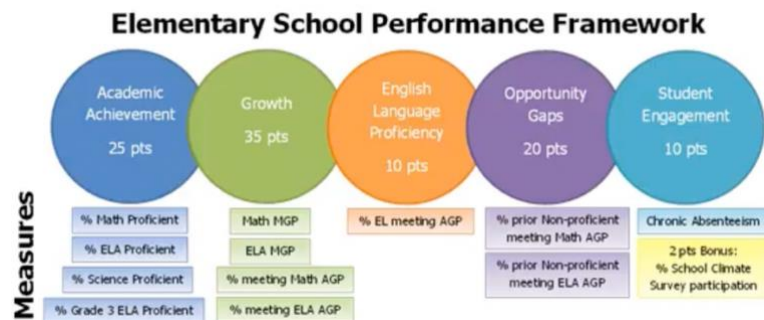 Elementary School Performance Framework
Academic
Achievement
25 pts
Growth
35 pts
English
Language
Proficiency
10 pts
Opportunity
Gaps
20 pts
Student
Engagement
10 pts
Measures
% Math Proficient
% ELA Proficient
% Science Proficient
% Grade 3 ELA Proficient
Math MGP
ELA MGP
% meeting Math AGP
% meeting ELA AGP
% EL meeting AGP
% prior Non-proficient
meeting Math AGP
% prior Non-proficient
meeting ELA AGP
Chronic Absenteeism
2 pts Bonus:
% School Climate
Survey participation